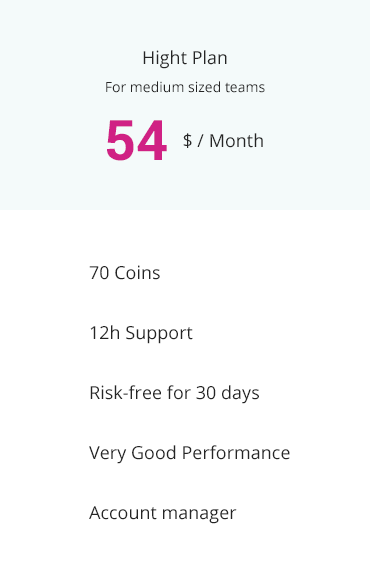 Hight Plan
For medium sized teams
54 $ / Month
70 Coins
12h Support
Risk-free for 30 days
Very Good Performance
Account manager